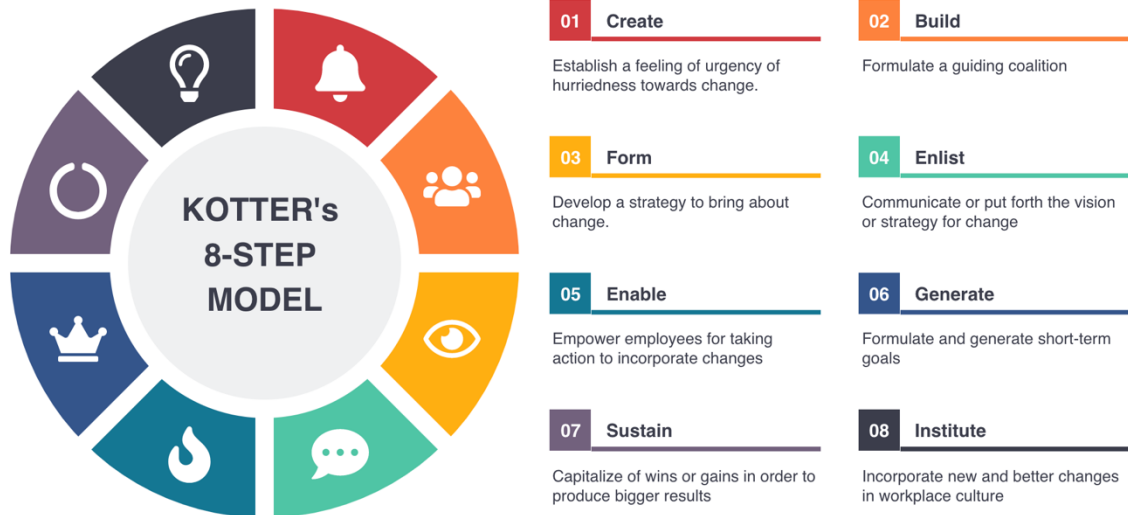 KOTTER's
8-STEP
MODEL
01 Create
Establish a feeling of urgency of
hurriedness towards change.
02 Build
Formulate a guiding coalition
03 Form
Develop a strategy to bring about
change.
04 Enlist
Communicate or put forth the vision
or strategy for change
05 Enable
Empower employees for taking
action to incorporate changes
06 Generate
Formulate and generate short-term
goals
07 Sustain
Capitalize of wins or gains in order to
produce bigger results
08 Institute
Incorporate new and better changes
in workplace culture